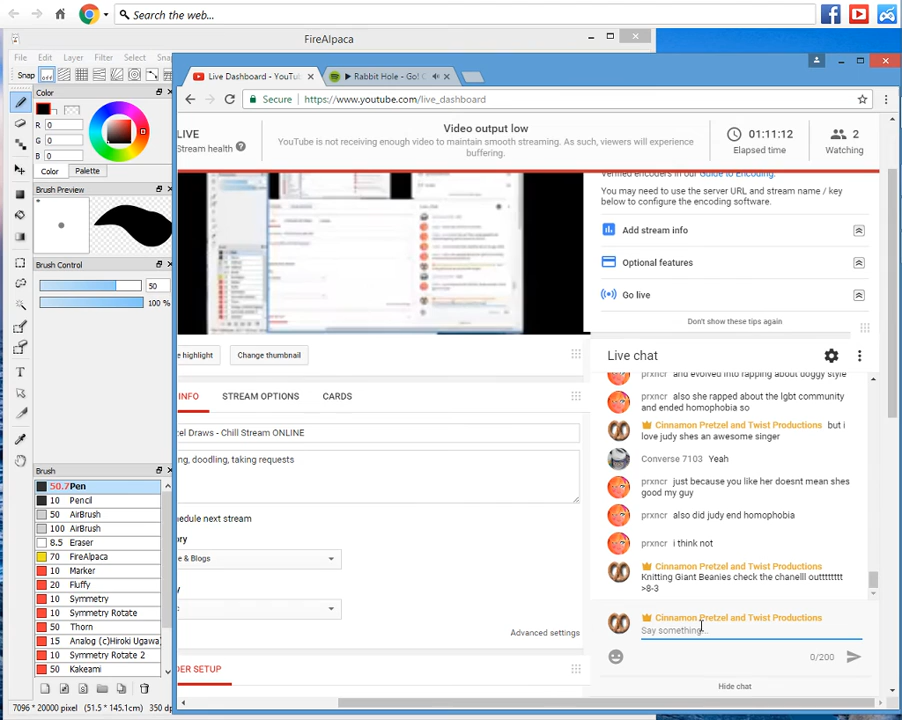 Search the web...
FireAlpaca
File Edit Layer Filter Select Snap
Snap off
Color
R 0
G 0
B 0
Color Palette
Brush Preview
Brush Control
50
100 %
Brush
50.7 Pen
10 Pencil
50 AirBrush
100 AirBrush
8.5 Eraser
70 FireAlpaca
10 Marker
20 Fluffy
10 Symmetry
10 Symmetry Rotate
50 Thorn
15 Analog (c)Hiroki Ugawa
10 Symmetry Rotate 2
50 Kakeami
7096 * 20000 pixel (51.5 * 145.1cm) 350 dp
Live Dashboard - YouTu
Rabbit Hole - Go! C
Secure https://www.youtube.com/live_dashboard
LIVE
Stream health
Video output low
YouTube is not receiving enough video to maintain smooth streaming. As such, viewers will experience
buffering.
01:11:12
Elapsed time
2
Watching
Verified encoders in our Guide to Encoding.
You may need to use the server URL and stream name / key
below to configure the encoding software.
Add stream info
Optional features
Go live
Don't show these tips again
e highlight
Change thumbnail
INFO STREAM OPTIONS CARDS
el Draws - Chill Stream ONLINE
ng, doodling, taking requests
edule next stream
ory
e & Blogs
Advanced settings
DER SETUP
Live chat
prxncr and evolved into rapping about doggy style
prxncr also she rapped about the lgbt community
and ended homophobia so
Cinnamon Pretzel and Twist Productions but i
love judy shes an awesome singer
Converse 7103 Yeah
prxncr just because you like her doesnt mean shes
good my guy
prxncr also did judy end homophobia
prxncr i think not
Cinnamon Pretzel and Twist Productions
Knitting Giant Beanies check the chanelll outttttttt
>8-3
Cinnamon Pretzel and Twist Productions
Say something...
0/200
Hide chat